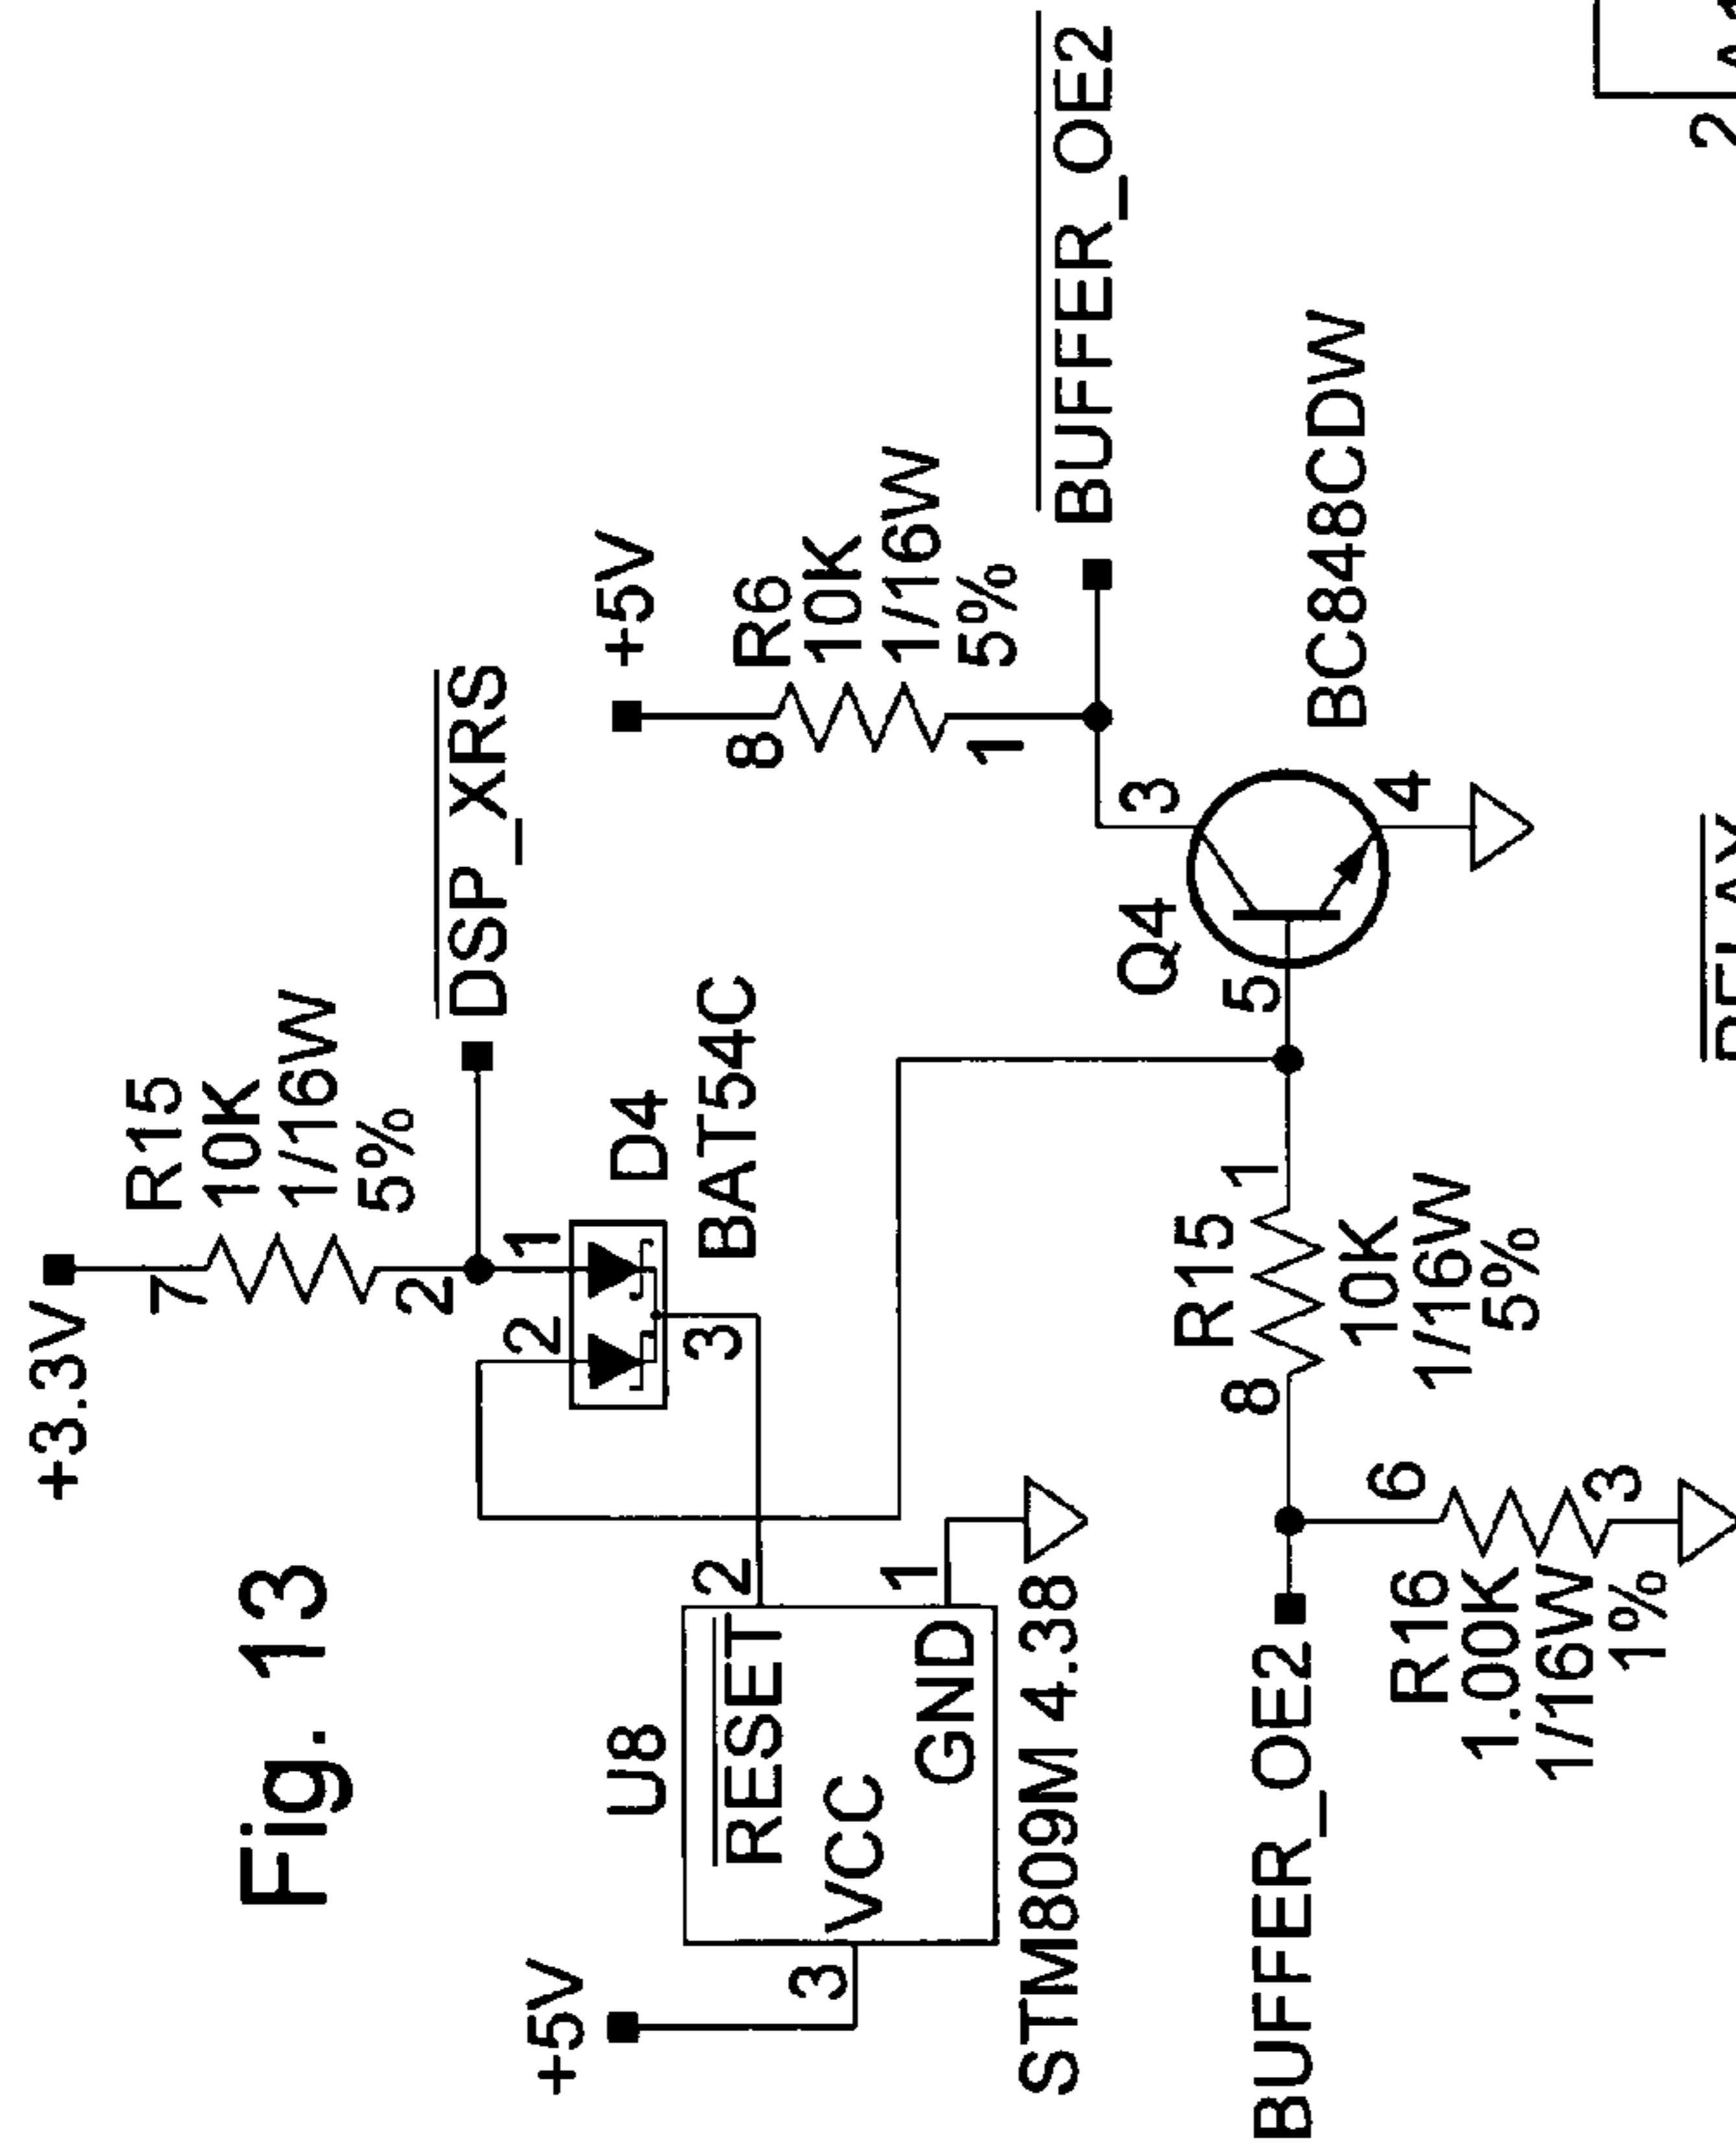 Fig. 13
+3.3V
7
R15
10K
1/16W
5%
2
DSP_XRS
2
1
3
D4
BAT54C
+5V
3
U8
RESET
VCC
GND
2
1
STM809M 4.38
+5V
8
R6
10K
1/16W
5%
1
BUFFER_OE2
Q4
3
5
4
BC848CDW
BUFFER_OE2
8
R15
1
10K
1/16W
5%
6
R16
1.00K
1/16W
1%
3
2